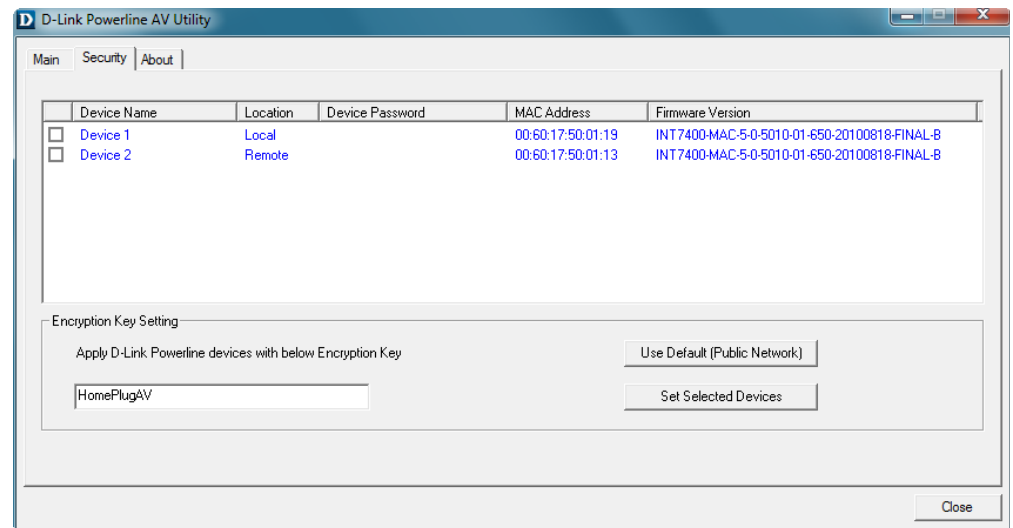 D D-Link Powerline AV Utility
Main Security About
Device Name Location Device Password MAC Address Firmware Version
Device 1 Local 00:60:17:50:01:19 INT7400-MAC-5-0-5010-01-650-20100818-FINAL-B
Device 2 Remote 00:60:17:50:01:13 INT7400-MAC-5-0-5010-01-650-20100818-FINAL-B
Encryption Key Setting
Apply D-Link Powerline devices with below Encryption Key Use Default (Public Network)
HomePlugAV Set Selected Devices
Close